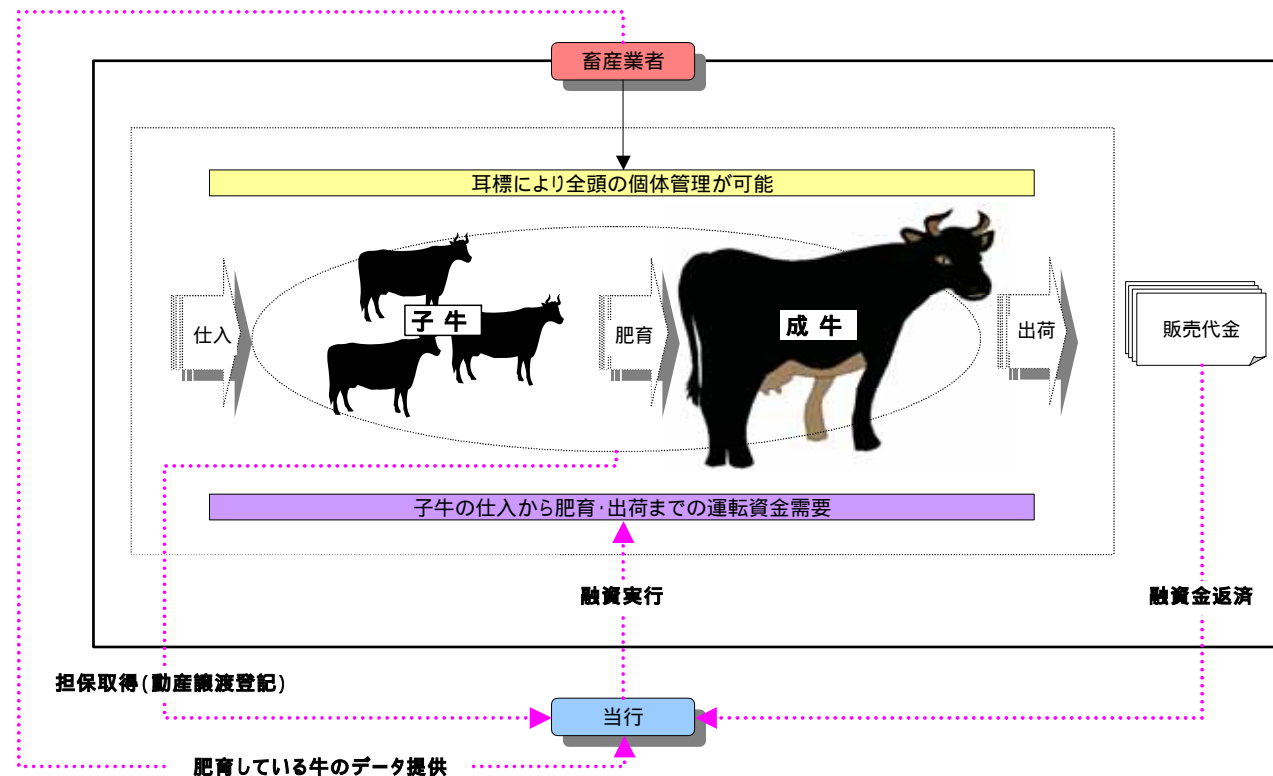 畜産業者
耳標により全頭の個体管理が可能
仕入
子牛
肥育
成牛
出荷
販売代金
子牛の仕入から肥育・出荷までの運転資金需要
融資実行
融資金返済
担保取得(動産譲渡登記)
当行
肥育している牛のデータ提供